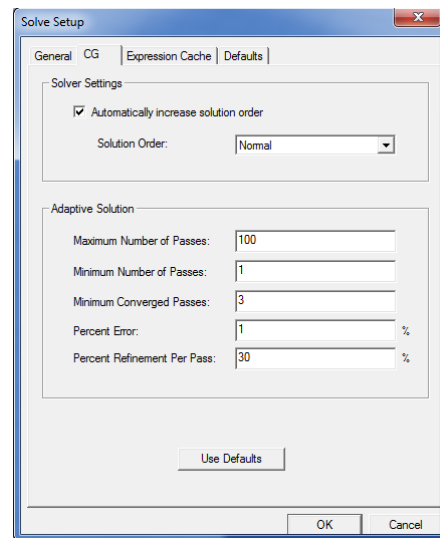 Solve Setup
General CG Expression Cache Defaults
Solver Settings
Automatically increase solution order
Solution Order: Normal
Adaptive Solution
Maximum Number of Passes: 100
Minimum Number of Passes: 1
Minimum Converged Passes: 3
Percent Error: 1 %
Percent Refinement Per Pass: 30 %
Use Defaults
OK Cancel